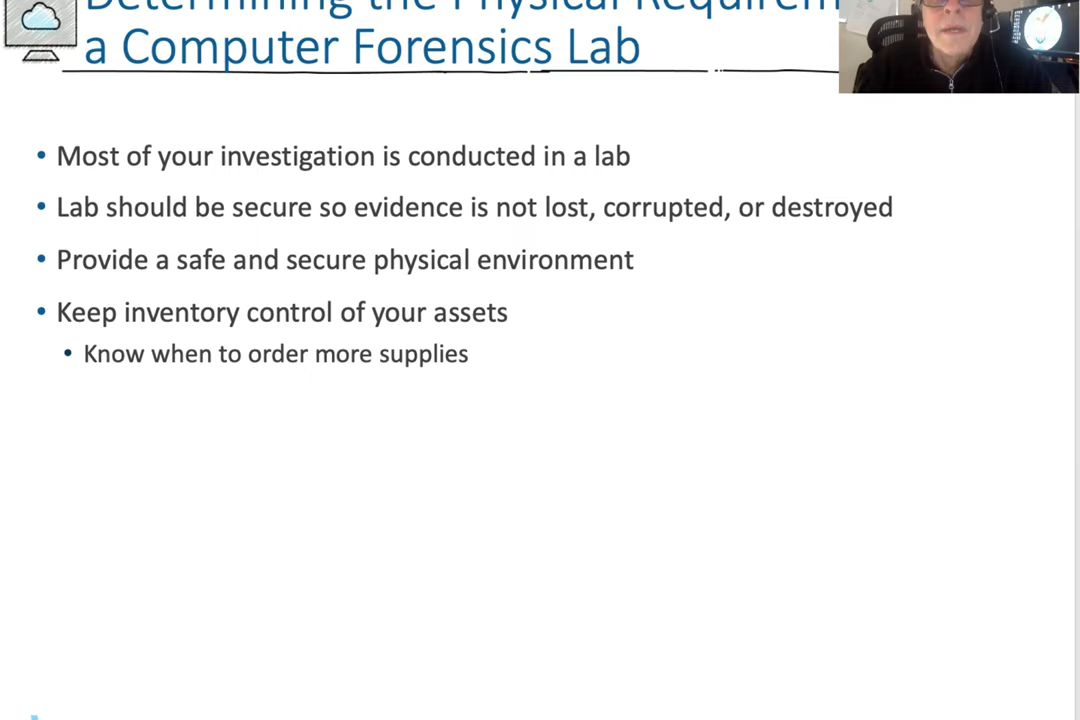 Determining the Physical
a Computer Forensics Lab
Most of your investigation is conducted in a lab
Lab should be secure so evidence is not lost, corrupted, or destroyed
Provide a safe and secure physical environment
Keep inventory control of your assets
Know when to order more supplies